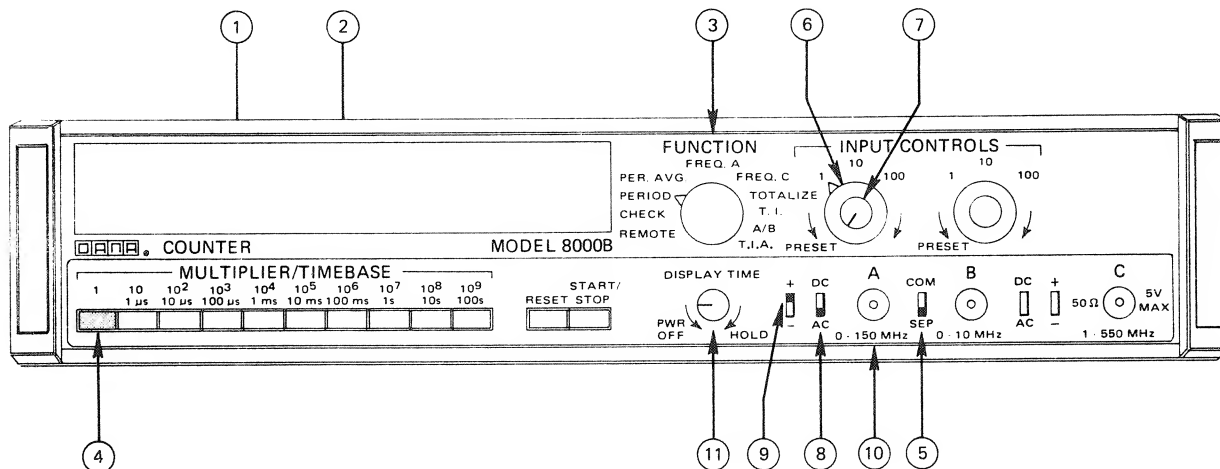 1 2 3 6 7
FUNCTION
FREQ. A
PER. AVG. FREQ. C
PERIOD TOTALIZE
CHECK T. I.
REMOTE A/B
T.I.A.
INPUT CONTROLS
1 10 100
PRESET
1 10 100
PRESET
DANA. COUNTER MODEL 8000B
MULTIPLIER/TIMEBASE
1 10 10² 10³ 10⁴ 10⁵ 10⁶ 10⁷ 10⁸ 10⁹
1 µs 10 µs 100 µs 1 ms 10 ms 100 ms 1s 10s 100s
RESET START/
STOP
DISPLAY TIME
PWR
OFF HOLD
+
−
DC
AC
A
0 - 150 MHz
COM
SEP
B
0 - 10 MHz
DC
AC
+
−
C
50Ω 5V
MAX
1 - 550 MHz
4 11 9 8 10 5